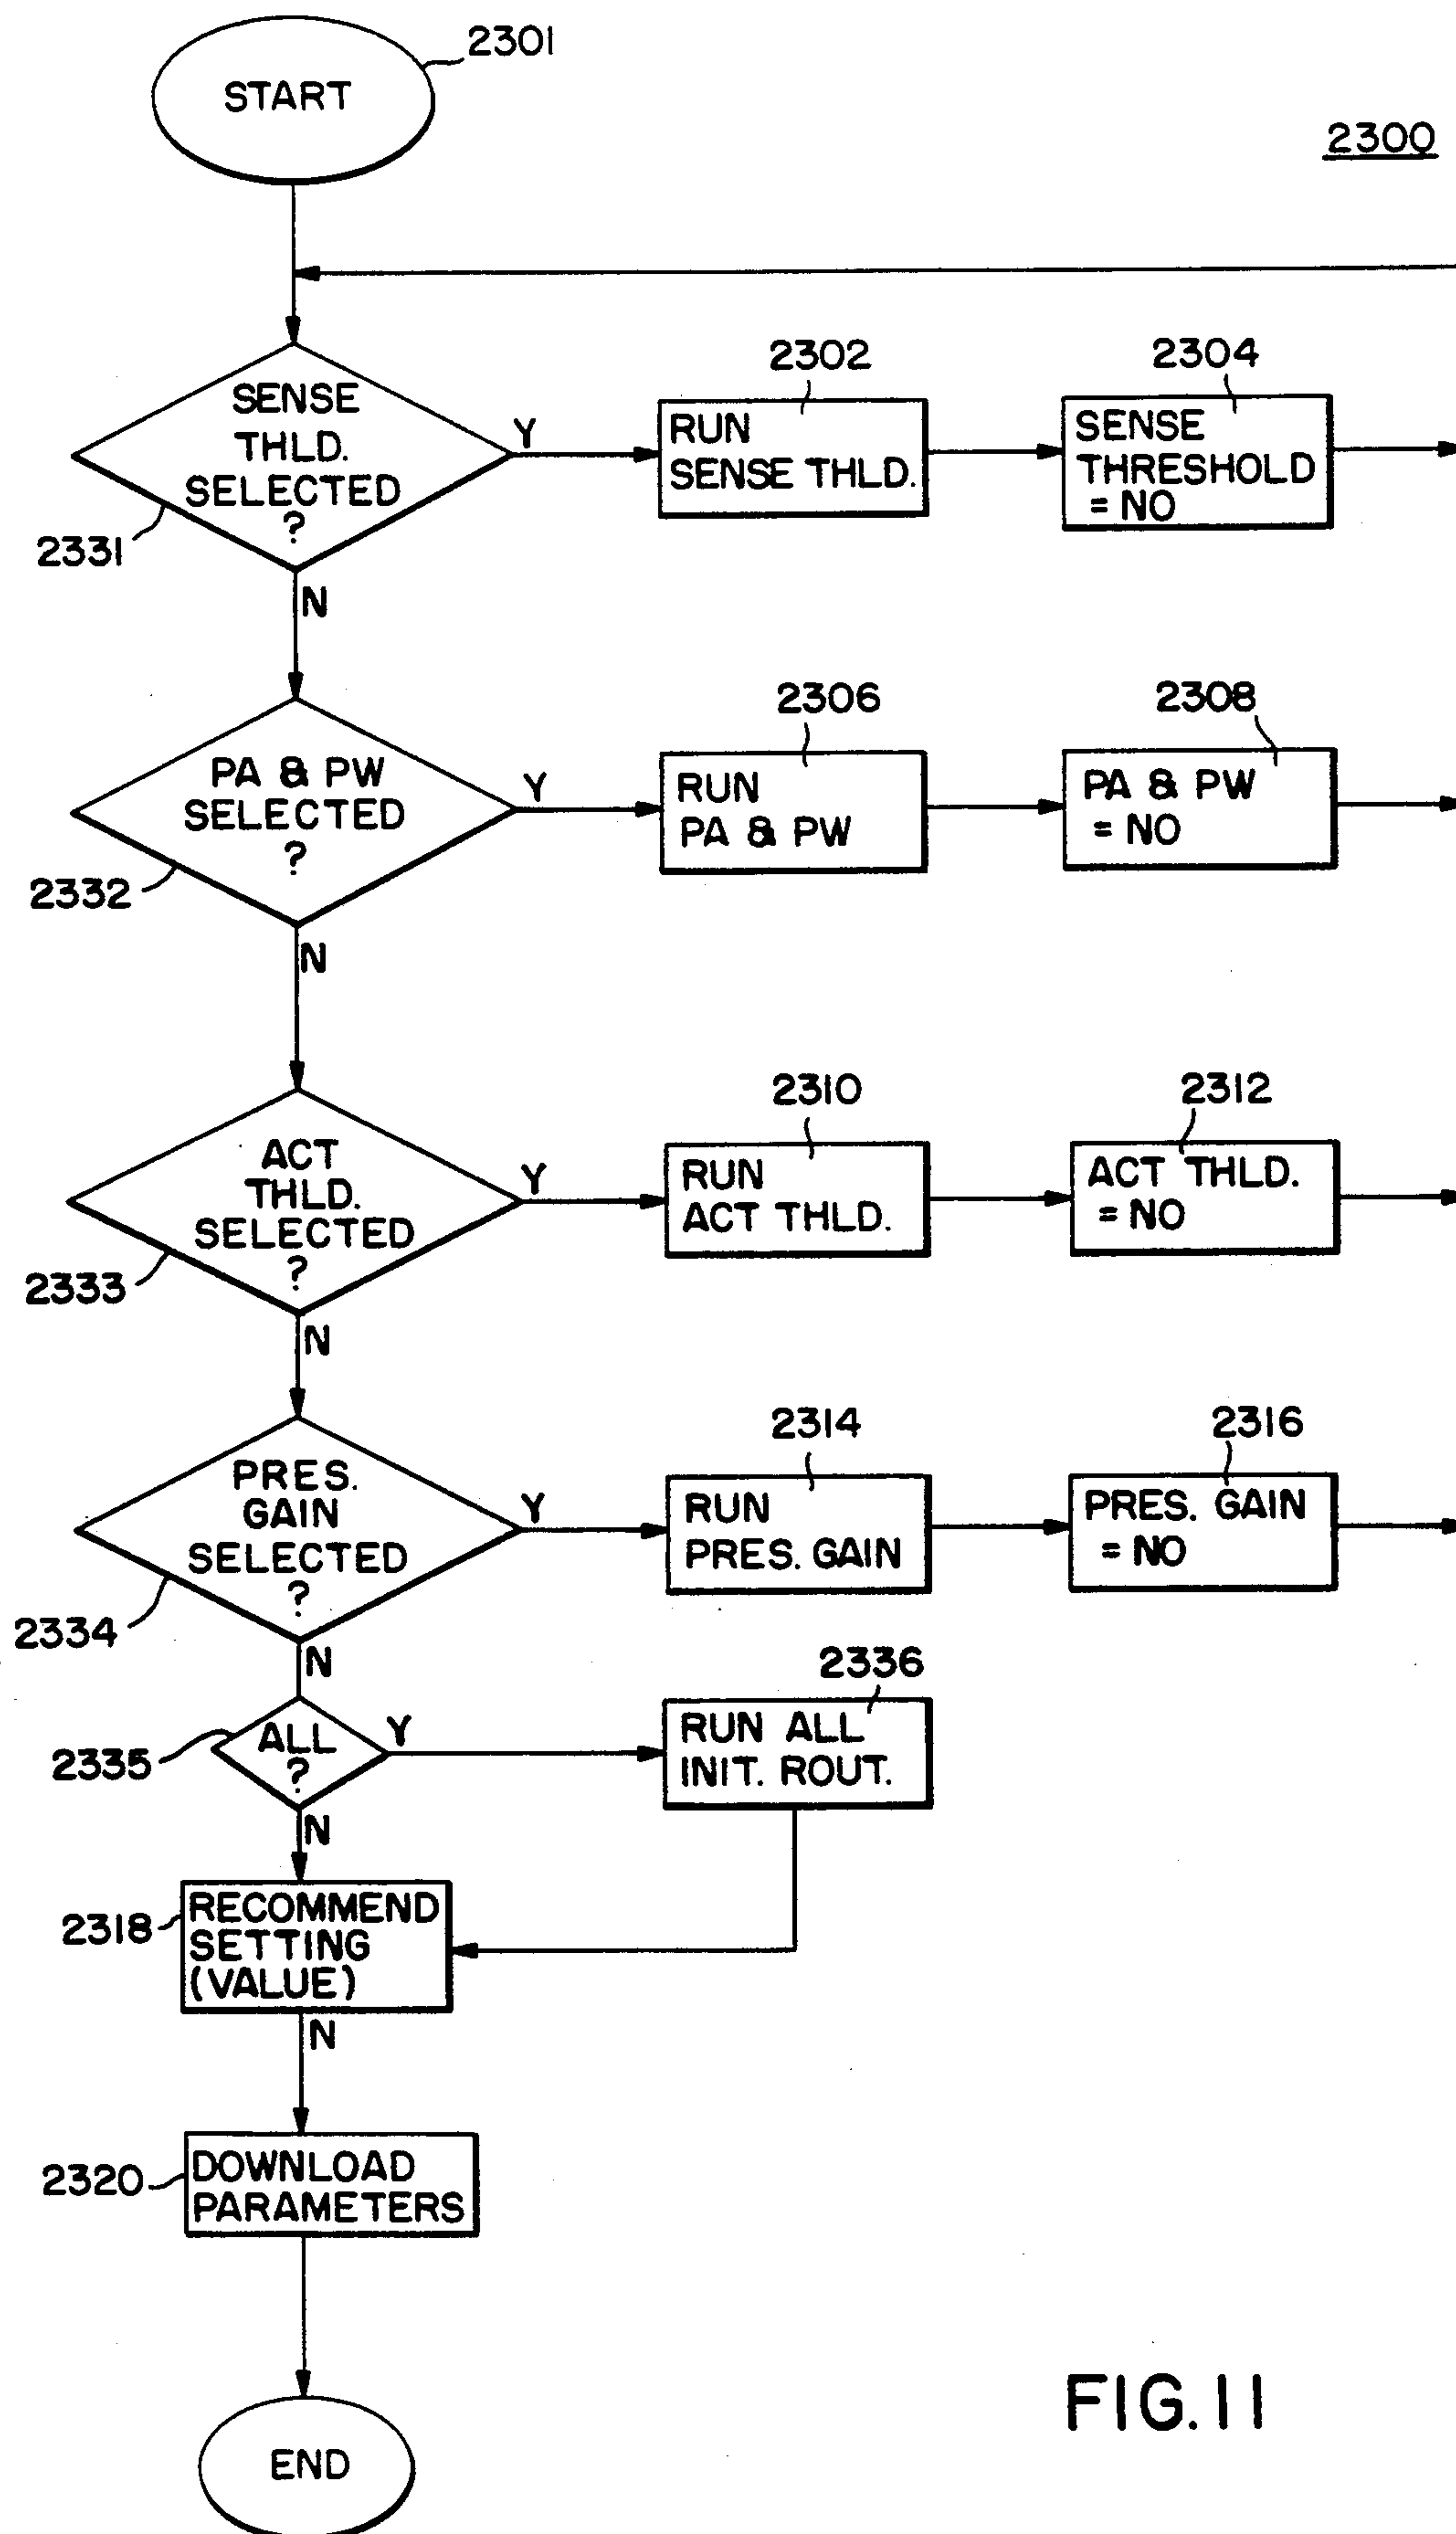 2301
START
2300
SENSE
THLD.
SELECTED
?
2331
Y
N
2302
RUN
SENSE THLD.
2304
SENSE
THRESHOLD
= NO
PA & PW
SELECTED
?
2332
Y
N
2306
RUN
PA & PW
2308
PA & PW
= NO
ACT
THLD.
SELECTED
?
2333
Y
N
2310
RUN
ACT THLD.
2312
ACT THLD.
= NO
PRES.
GAIN
SELECTED
?
2334
Y
N
2314
RUN
PRES. GAIN
2316
PRES. GAIN
= NO
ALL
?
2335
Y
N
2336
RUN ALL
INIT. ROUT.
2318
RECOMMEND
SETTING
(VALUE)
N
2320
DOWNLOAD
PARAMETERS
END
FIG. 11